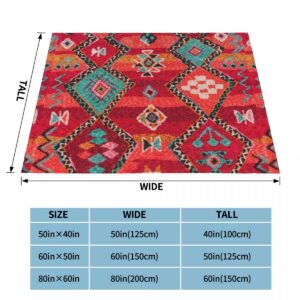 TALL
WIDE
SIZE WIDE TALL
50in×40in 50in(125cm) 40in(100cm)
60in×50in 60in(150cm) 50in(125cm)
80in×60in 80in(200cm) 60in(150cm)